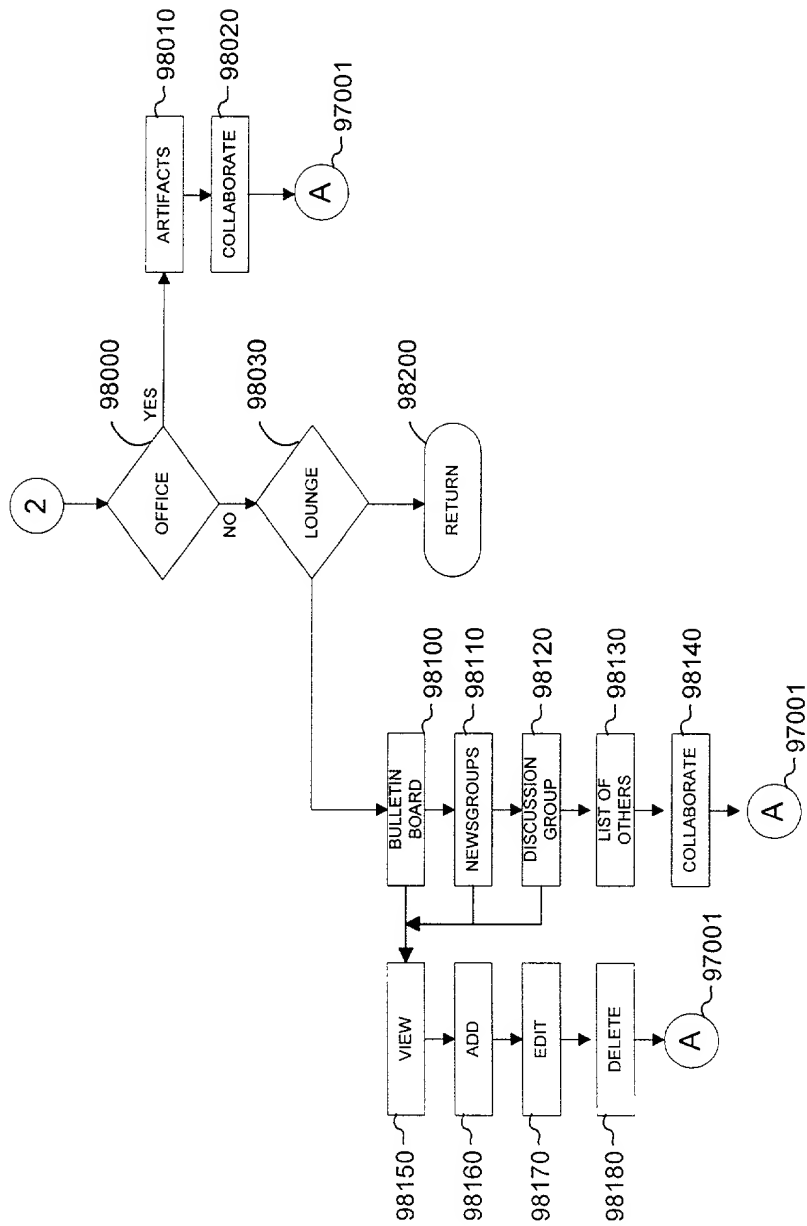 2
OFFICE
98000
YES
NO
ARTIFACTS
98010
COLLABORATE
98020
A
97001
LOUNGE
98030
RETURN
98200
BULLETIN
BOARD
98100
NEWSGROUPS
98110
DISCUSSION
GROUP
98120
LIST OF
OTHERS
98130
COLLABORATE
98140
A
97001
VIEW
98150
ADD
98160
EDIT
98170
DELETE
98180
A
97001